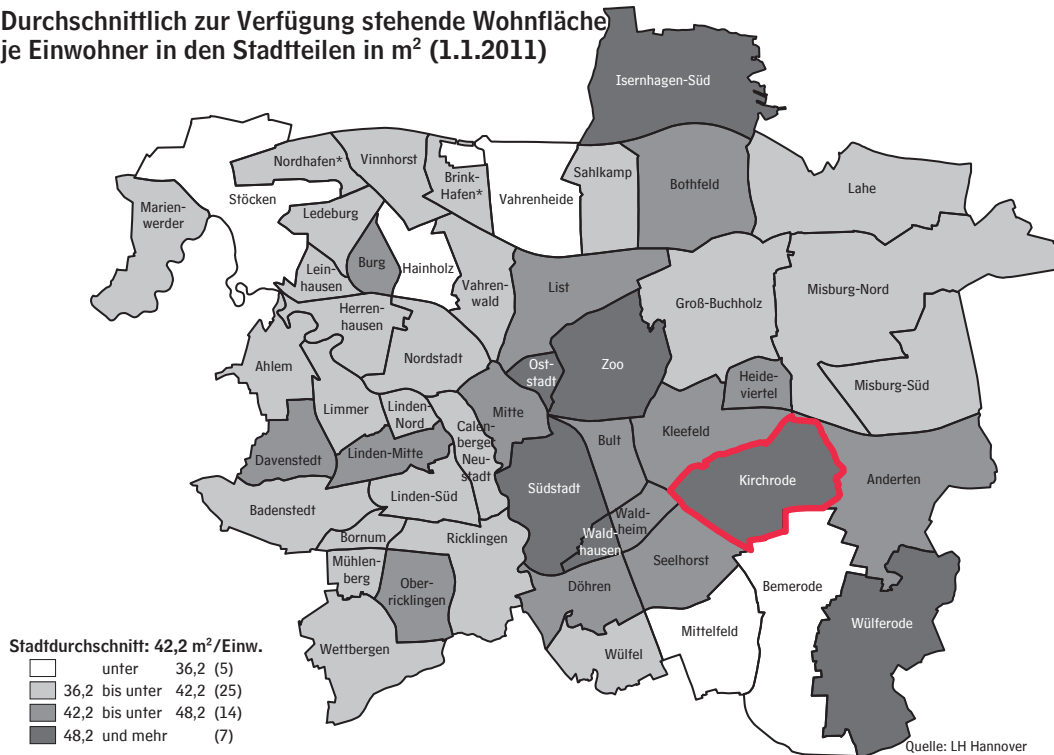 Durchschnittlich zur Verfügung stehende Wohnfläche
je Einwohner in den Stadtteilen in m² (1.1.2011)
Isernhagen-Süd
Nordhafen*
Vinnhorst
Brink-
Hafen*
Vahrenheide
Sahlkamp
Bothfeld
Lahe
Stöcken
Marien-
werder
Ledeburg
Burg
Hainholz
Lein-
hausen
Vahren-
wald
List
Groß-Buchholz
Misburg-Nord
Herren-
hausen
Nordstadt
Ost-
stadt
Zoo
Heide-
viertel
Misburg-Süd
Ahlem
Limmer
Linden-
Nord
Mitte
Calen-
berger
Neu-
stadt
Bult
Kleefeld
Davenstedt
Linden-Mitte
Kirchrode
Anderten
Südstadt
Linden-Süd
Badenstedt
Wald-
heim
Wald-
hausen
Bornum
Ricklingen
Mühlen-
berg
Ober-
ricklingen
Seelhorst
Döhren
Bemerode
Mittelfeld
Wülferode
Wettbergen
Wülfel
Stadtdurchschnitt: 42,2 m²/Einw.
unter 36,2 (5)
36,2 bis unter 42,2 (25)
42,2 bis unter 48,2 (14)
48,2 und mehr (7)
Quelle: LH Hannover